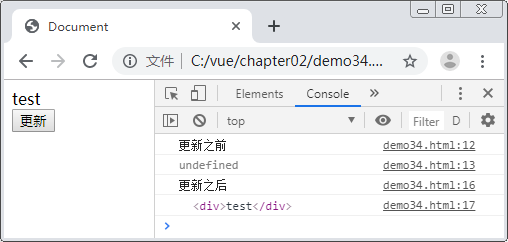 Document
文件
C:/vue/chapter02/demo34....
test
更新
Elements
Console
top
Filter
D
更新之前
demo34.html:12
undefined
demo34.html:13
更新之后
demo34.html:16
<div>test</div>
demo34.html:17